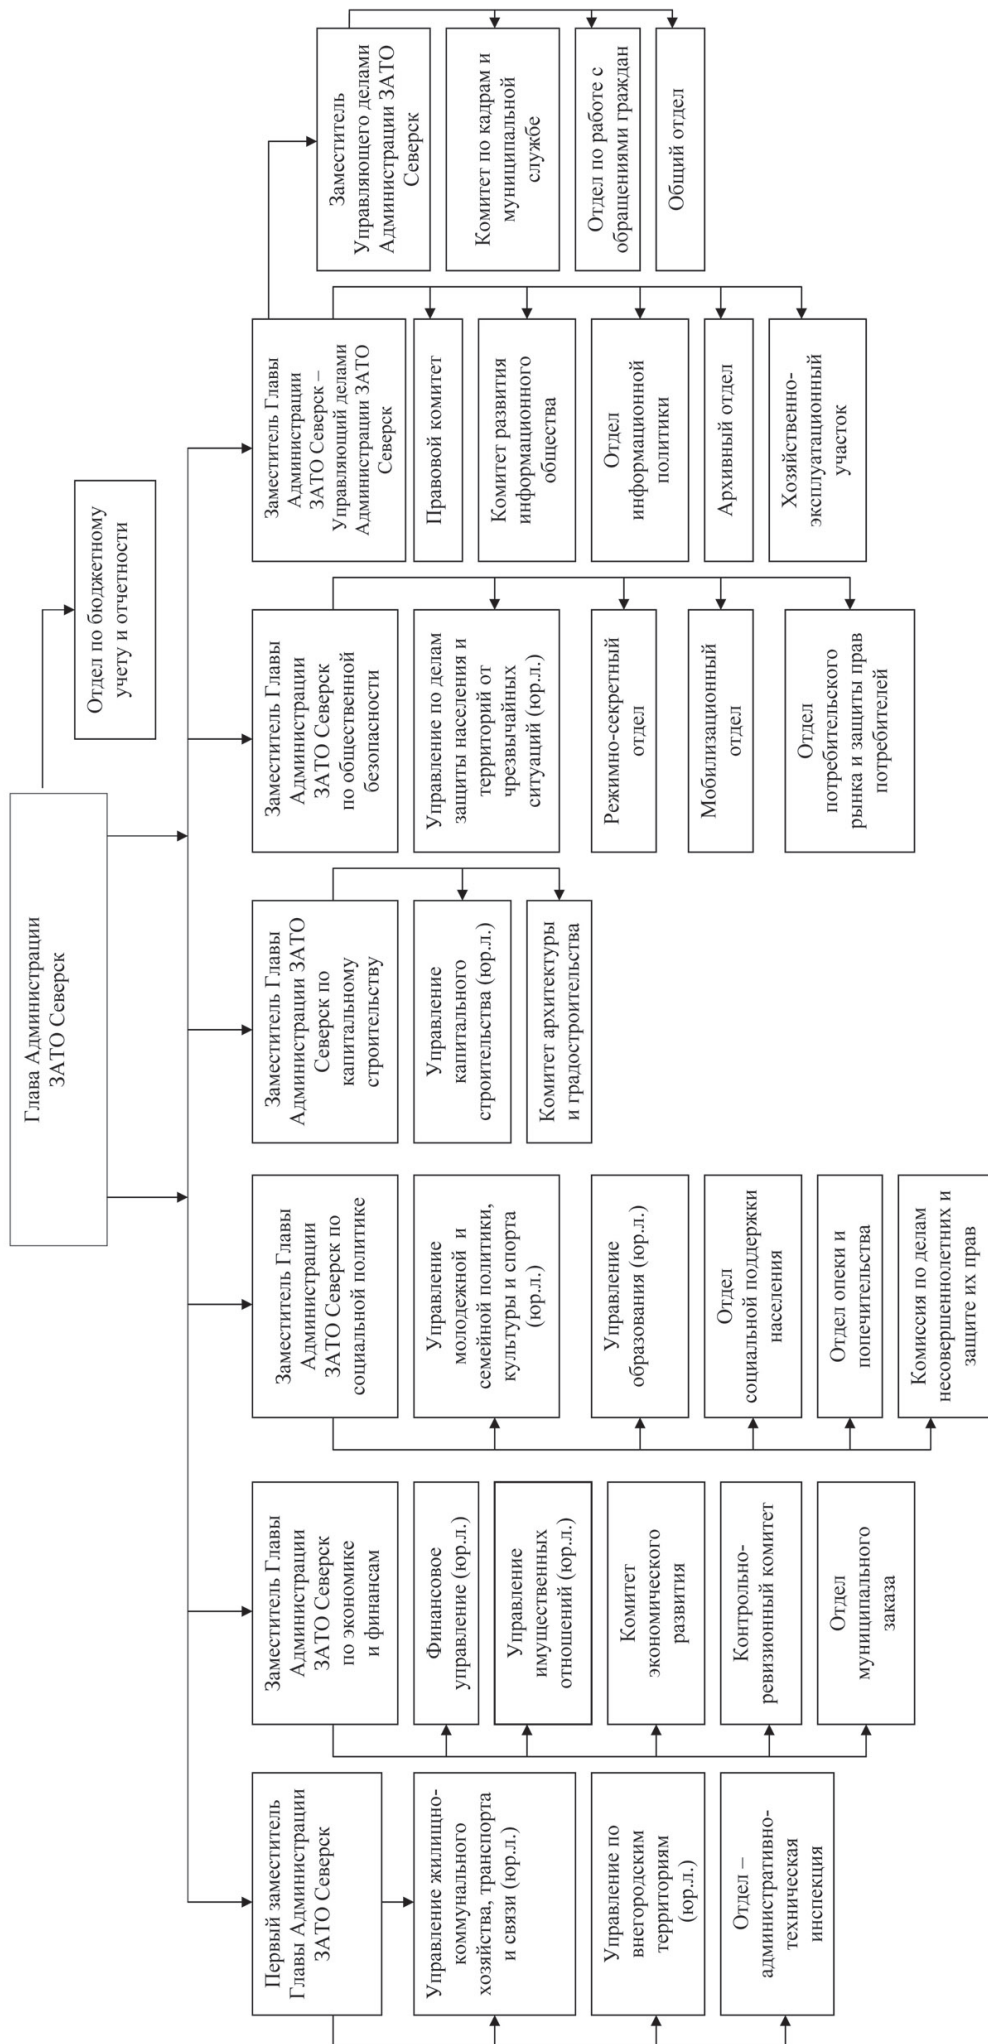 Глава Администрации
ЗАТО Северск
Отдел по бюджетному
учету и отчетности
Первый заместитель
Главы Администрации
ЗАТО Северск
Управление жилищно-
коммунального
хозяйства, транспорта
и связи (юр.л.)
Управление по
внегородским
территориям
(юр.л.)
Отдел –
административно-
техническая
инспекция
Заместитель Главы
Администрации
ЗАТО Северск
по экономике
и финансам
Финансовое
управление (юр.л.)
Управление
имущественных
отношений (юр.л.)
Комитет
экономического
развития
Контрольно-
ревизионный комитет
Отдел
муниципального
заказа
Заместитель Главы
Администрации
ЗАТО Северск по
социальной политике
Управление
молодежной и
семейной политики,
культуры и спорта
(юр.л.)
Управление
образования (юр.л.)
Отдел
социальной поддержки
населения
Отдел опеки и
попечительства
Комиссия по делам
несовершеннолетних и
защите их прав
Заместитель Главы
Администрации ЗАТО
Северск по
капитальному
строительству
Управление
капитального
строительства (юр.л.)
Комитет архитектуры
и градостроительства
Заместитель Главы
Администрации
ЗАТО Северск
по общественной
безопасности
Управление по делам
защиты населения и
территорий от
чрезвычайных
ситуаций (юр.л.)
Режимно-секретный
отдел
Мобилизационный
отдел
Отдел
потребительского
рынка и защиты прав
потребителей
Заместитель Главы
Администрации
ЗАТО Северск –
Управляющий делами
Администрации ЗАТО
Северск
Правовой комитет
Комитет развития
информационного
общества
Отдел
информационной
политики
Архивный отдел
Хозяйственно-
эксплуатационный
участок
Заместитель
Управляющего делами
Администрации ЗАТО
Северск
Комитет по кадрам и
муниципальной
службе
Отдел по работе с
обращениями граждан
Общий отдел